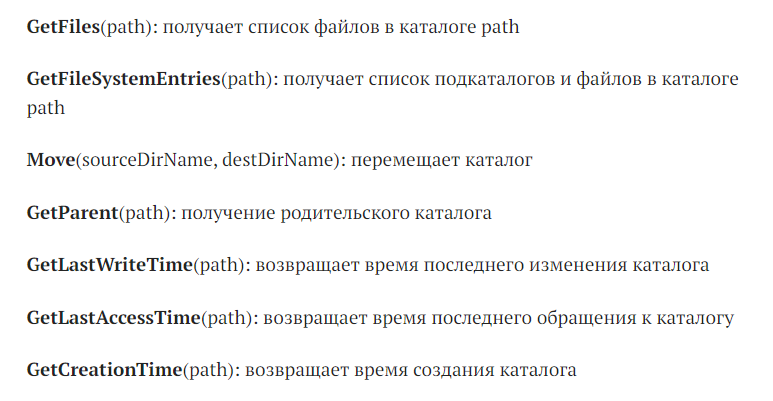 GetFiles(path): получает список файлов в каталоге path
GetFileSystemEntries(path): получает список подкаталогов и файлов в каталоге
path
Move(sourceDirName, destDirName): перемещает каталог
GetParent(path): получение родительского каталога
GetLastWriteTime(path): возвращает время последнего изменения каталога
GetLastAccessTime(path): возвращает время последнего обращения к каталогу
GetCreationTime(path): возвращает время создания каталога